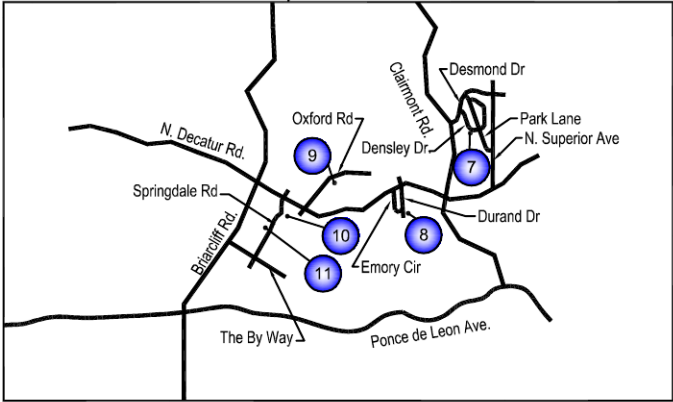 Desmond Dr
Clairmont Rd.
Oxford Rd
Park Lane
N. Decatur Rd.
Densley Dr.
N. Superior Ave
9
7
Springdale Rd
Durand Dr
10
8
Briarcliff Rd.
Emory Cir
11
The By Way
Ponce de Leon Ave.